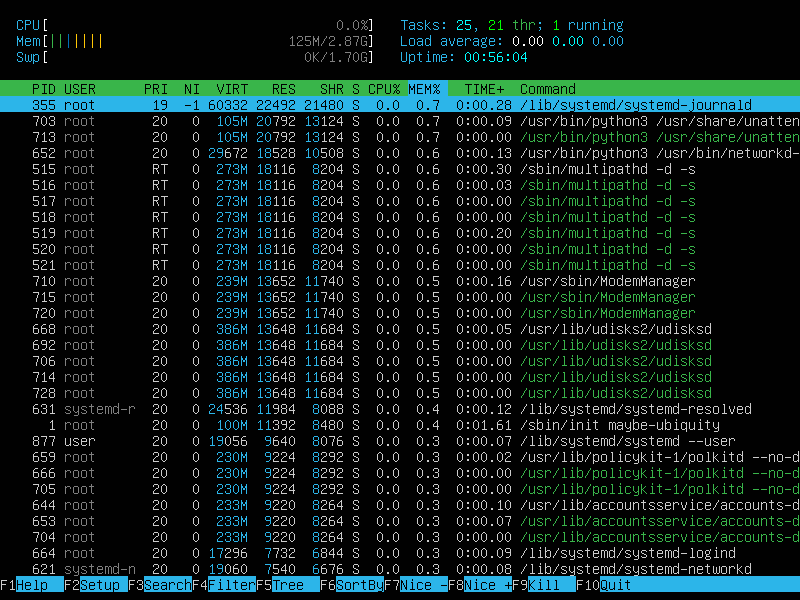 CPU[ 0.0%] Tasks: 25, 21 thr; 1 running
Mem[||||||| 125M/2.87G] Load average: 0.00 0.00 0.00
Swp[ 0K/1.70G] Uptime: 00:56:04
PID USER PRI NI VIRT RES SHR S CPU% MEM% TIME+ Command
355 root 19 -1 60332 22492 21480 S 0.0 0.7 0:00.28 /lib/systemd/systemd-journald
703 root 20 0 105M 20792 13124 S 0.0 0.7 0:00.09 /usr/bin/python3 /usr/share/unatten
713 root 20 0 105M 20792 13124 S 0.0 0.7 0:00.00 /usr/bin/python3 /usr/share/unatten
652 root 20 0 29672 18528 10508 S 0.0 0.6 0:00.13 /usr/bin/python3 /usr/bin/networkd-
515 root RT 0 273M 18116 8204 S 0.0 0.6 0:00.30 /sbin/multipathd -d -s
516 root RT 0 273M 18116 8204 S 0.0 0.6 0:00.03 /sbin/multipathd -d -s
517 root RT 0 273M 18116 8204 S 0.0 0.6 0:00.00 /sbin/multipathd -d -s
518 root RT 0 273M 18116 8204 S 0.0 0.6 0:00.00 /sbin/multipathd -d -s
519 root RT 0 273M 18116 8204 S 0.0 0.6 0:00.20 /sbin/multipathd -d -s
520 root RT 0 273M 18116 8204 S 0.0 0.6 0:00.00 /sbin/multipathd -d -s
521 root RT 0 273M 18116 8204 S 0.0 0.6 0:00.00 /sbin/multipathd -d -s
710 root 20 0 239M 13652 11740 S 0.0 0.5 0:00.16 /usr/sbin/ModemManager
715 root 20 0 239M 13652 11740 S 0.0 0.5 0:00.00 /usr/sbin/ModemManager
720 root 20 0 239M 13652 11740 S 0.0 0.5 0:00.00 /usr/sbin/ModemManager
668 root 20 0 386M 13648 11684 S 0.0 0.5 0:00.05 /usr/lib/udisks2/udisksd
692 root 20 0 386M 13648 11684 S 0.0 0.5 0:00.00 /usr/lib/udisks2/udisksd
706 root 20 0 386M 13648 11684 S 0.0 0.5 0:00.00 /usr/lib/udisks2/udisksd
714 root 20 0 386M 13648 11684 S 0.0 0.5 0:00.00 /usr/lib/udisks2/udisksd
728 root 20 0 386M 13648 11684 S 0.0 0.5 0:00.00 /usr/lib/udisks2/udisksd
631 systemd-r 20 0 24536 11984 8088 S 0.0 0.4 0:00.12 /lib/systemd/systemd-resolved
1 root 20 0 100M 11392 8480 S 0.0 0.4 0:01.61 /sbin/init maybe-ubiquity
877 user 20 0 19056 9640 8076 S 0.0 0.3 0:00.07 /lib/systemd/systemd --user
659 root 20 0 230M 9224 8292 S 0.0 0.3 0:00.02 /usr/lib/policykit-1/polkitd --no-d
666 root 20 0 230M 9224 8292 S 0.0 0.3 0:00.00 /usr/lib/policykit-1/polkitd --no-d
705 root 20 0 230M 9224 8292 S 0.0 0.3 0:00.00 /usr/lib/policykit-1/polkitd --no-d
644 root 20 0 233M 9220 8264 S 0.0 0.3 0:00.10 /usr/lib/accountsservice/accounts-d
653 root 20 0 233M 9220 8264 S 0.0 0.3 0:00.07 /usr/lib/accountsservice/accounts-d
704 root 20 0 233M 9220 8264 S 0.0 0.3 0:00.00 /usr/lib/accountsservice/accounts-d
664 root 20 0 17296 7732 6844 S 0.0 0.3 0:00.09 /lib/systemd/systemd-logind
621 systemd-n 20 0 19060 7540 6676 S 0.0 0.3 0:00.08 /lib/systemd/systemd-networkd
F1Help F2Setup F3SearchF4FilterF5Tree F6SortByF7Nice -F8Nice +F9Kill F10Quit